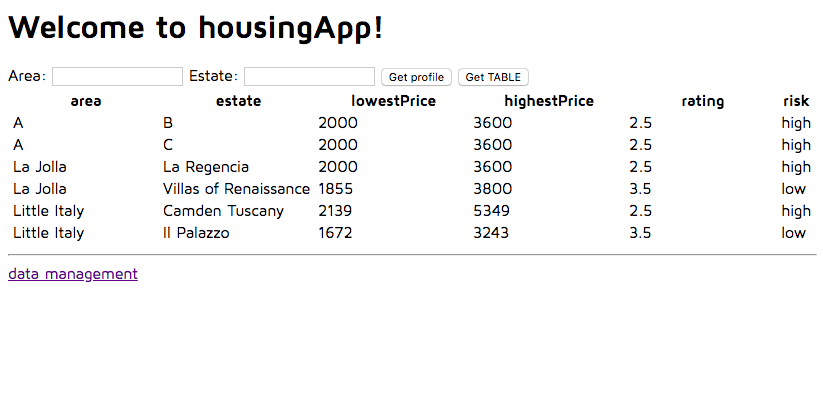 Welcome to housingApp!
Area: Estate: Get profile Get TABLE
area estate lowestPrice highestPrice rating risk
A B 2000 3600 2.5 high
A C 2000 3600 2.5 high
La Jolla La Regencia 2000 3600 2.5 high
La Jolla Villas of Renaissance 1855 3800 3.5 low
Little Italy Camden Tuscany 2139 5349 2.5 high
Little Italy Il Palazzo 1672 3243 3.5 low
data management